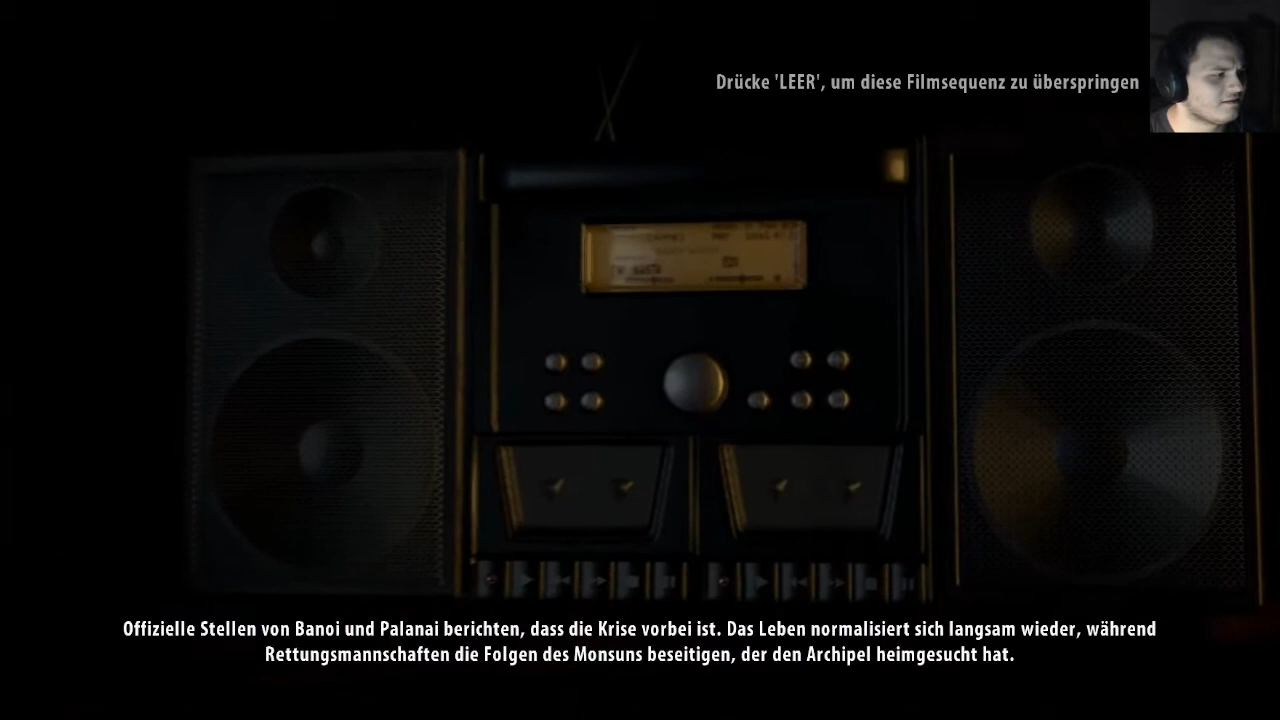 Drücke 'LEER', um diese Filmsequenz zu überspringen
Offizielle Stellen von Banoi und Palanai berichten, dass die Krise vorbei ist. Das Leben normalisiert sich langsam wieder, während
Rettungsmannschaften die Folgen des Monsuns beseitigen, der den Archipel heimgesucht hat.